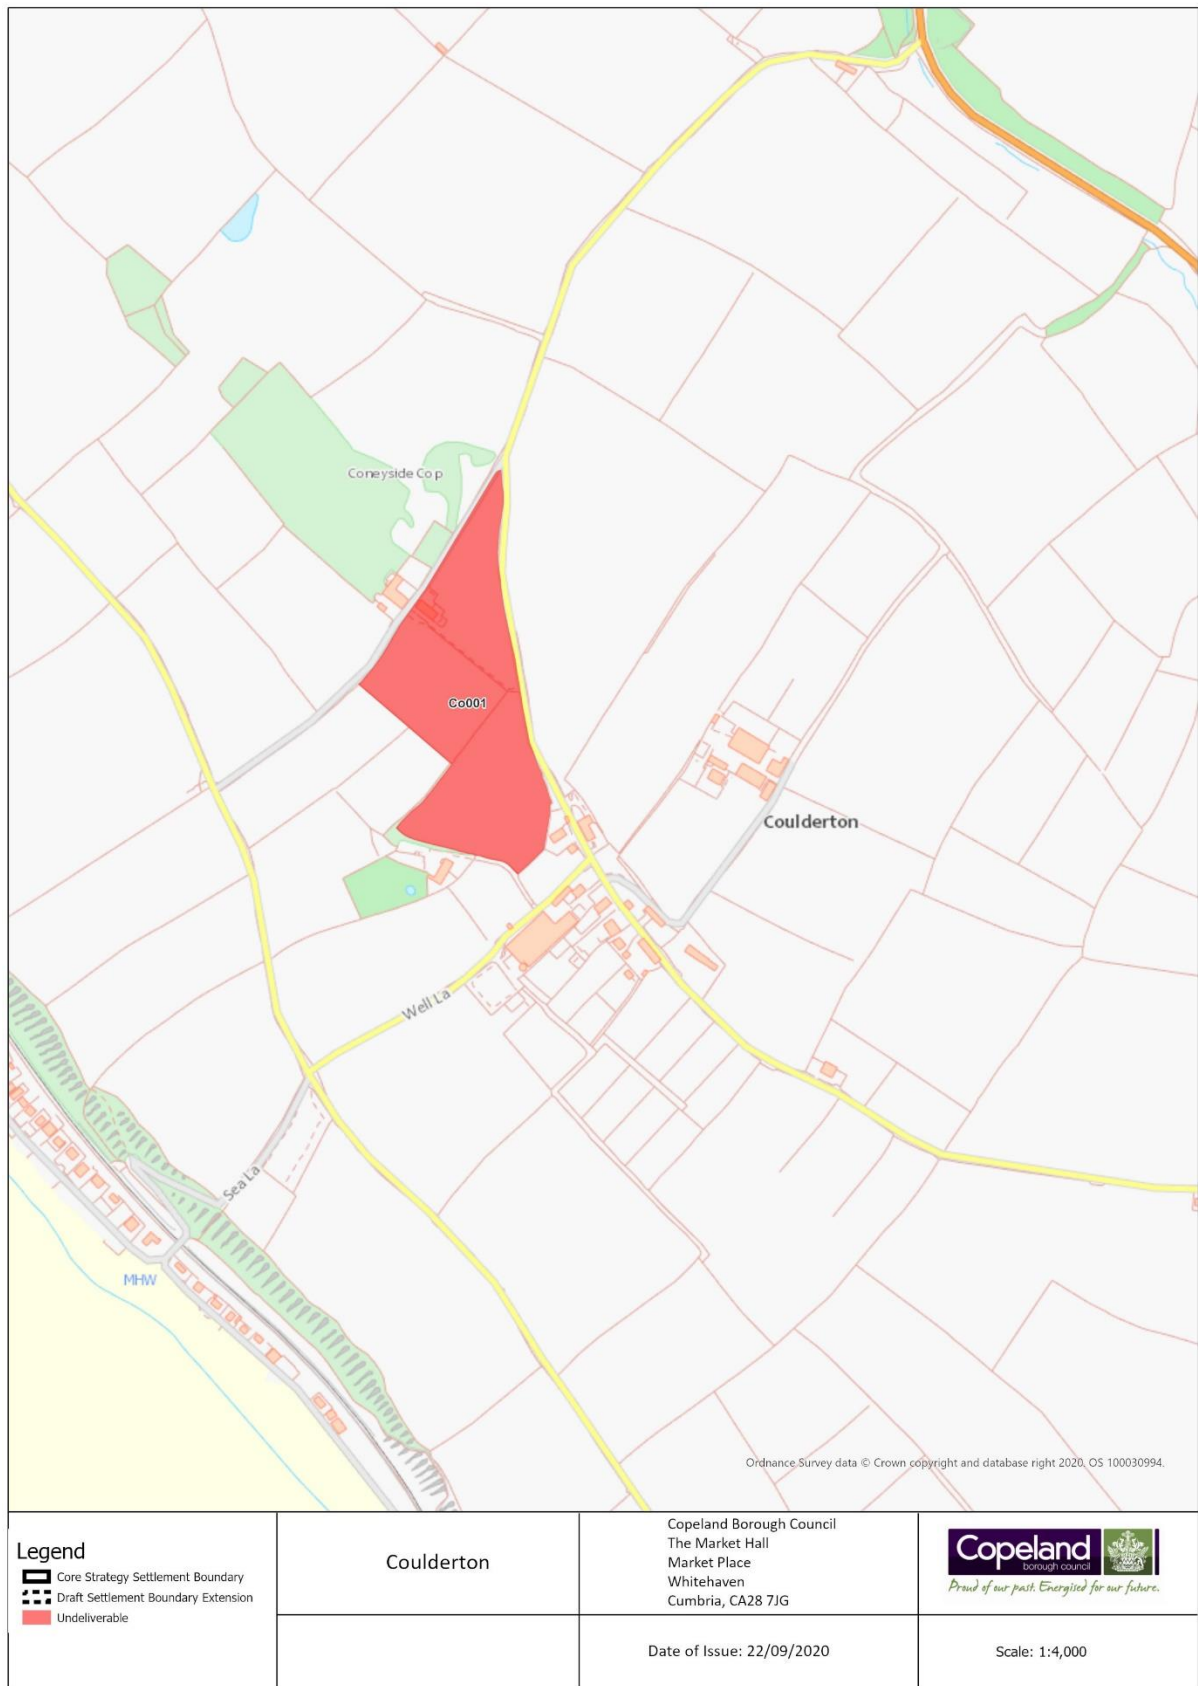 Coneyside Cop
Co001
Coulderton
Well La
Sea La
MHW
Ordnance Survey data © Crown copyright and database right 2020. OS 100030994.
Legend
Core Strategy Settlement Boundary
Draft Settlement Boundary Extension
Undeliverable
Coulderton
Copeland Borough Council
The Market Hall
Market Place
Whitehaven
Cumbria, CA28 7JG
Date of Issue: 22/09/2020
Copeland
borough council
Proud of our past. Energised for our future.
Scale: 1:4,000